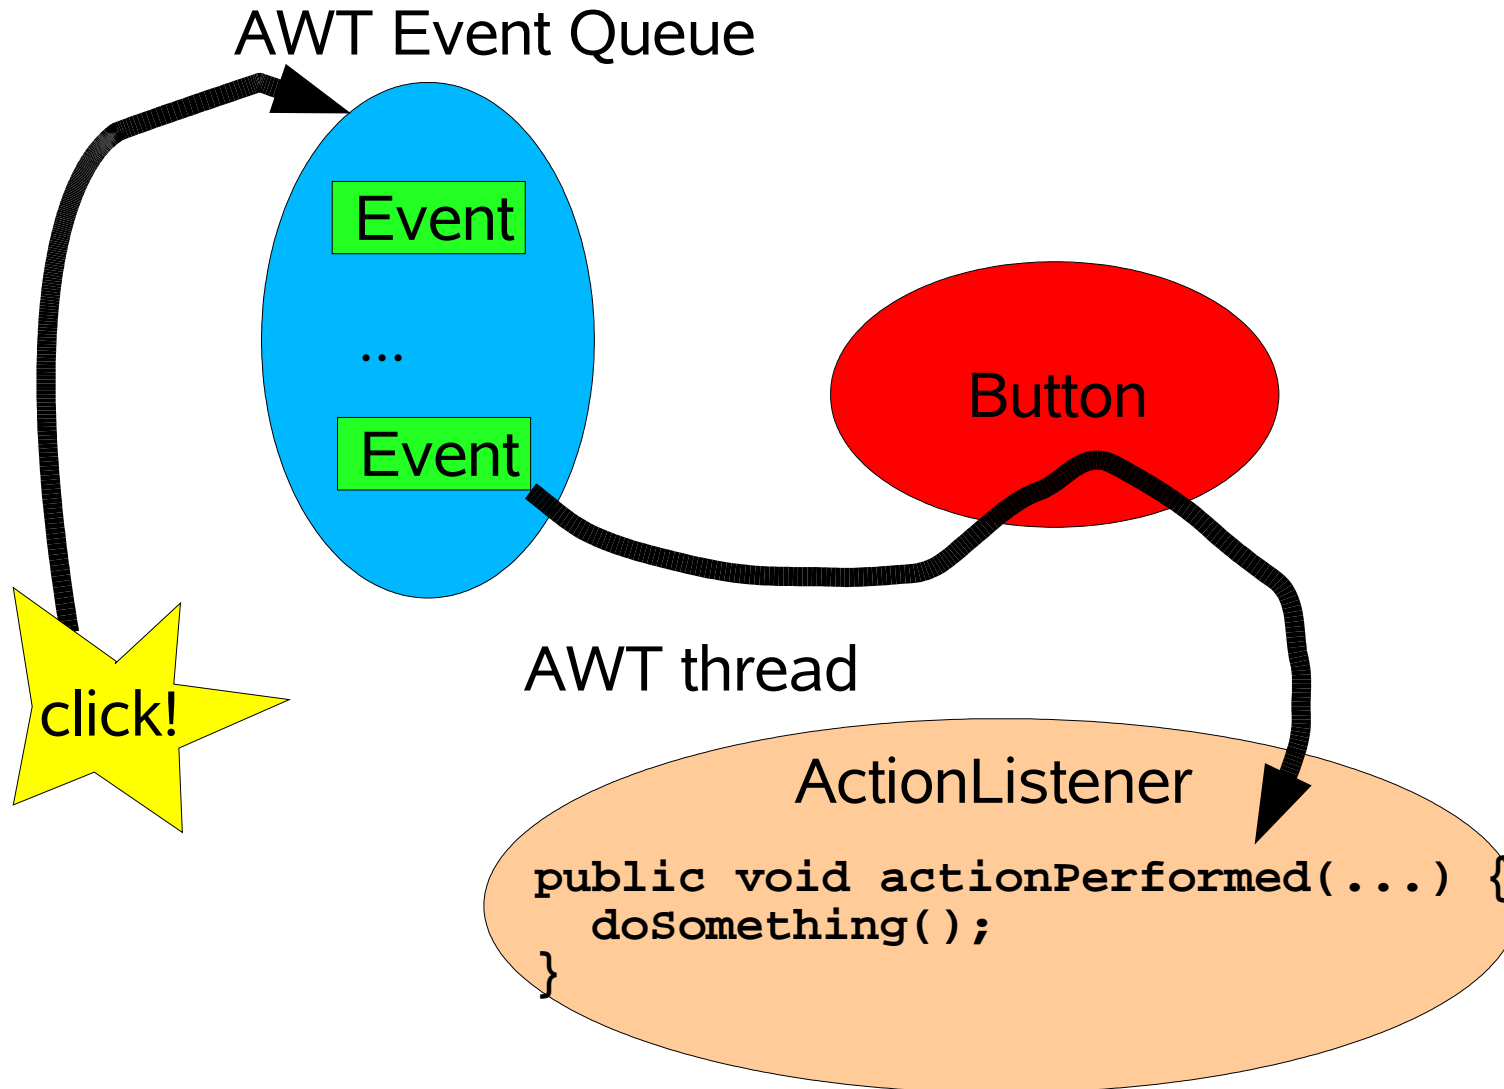 AWT Event Queue
Event
...
Event
Button
click!
AWT thread
ActionListener
public void actionPerformed(...) {
  doSomething();
}